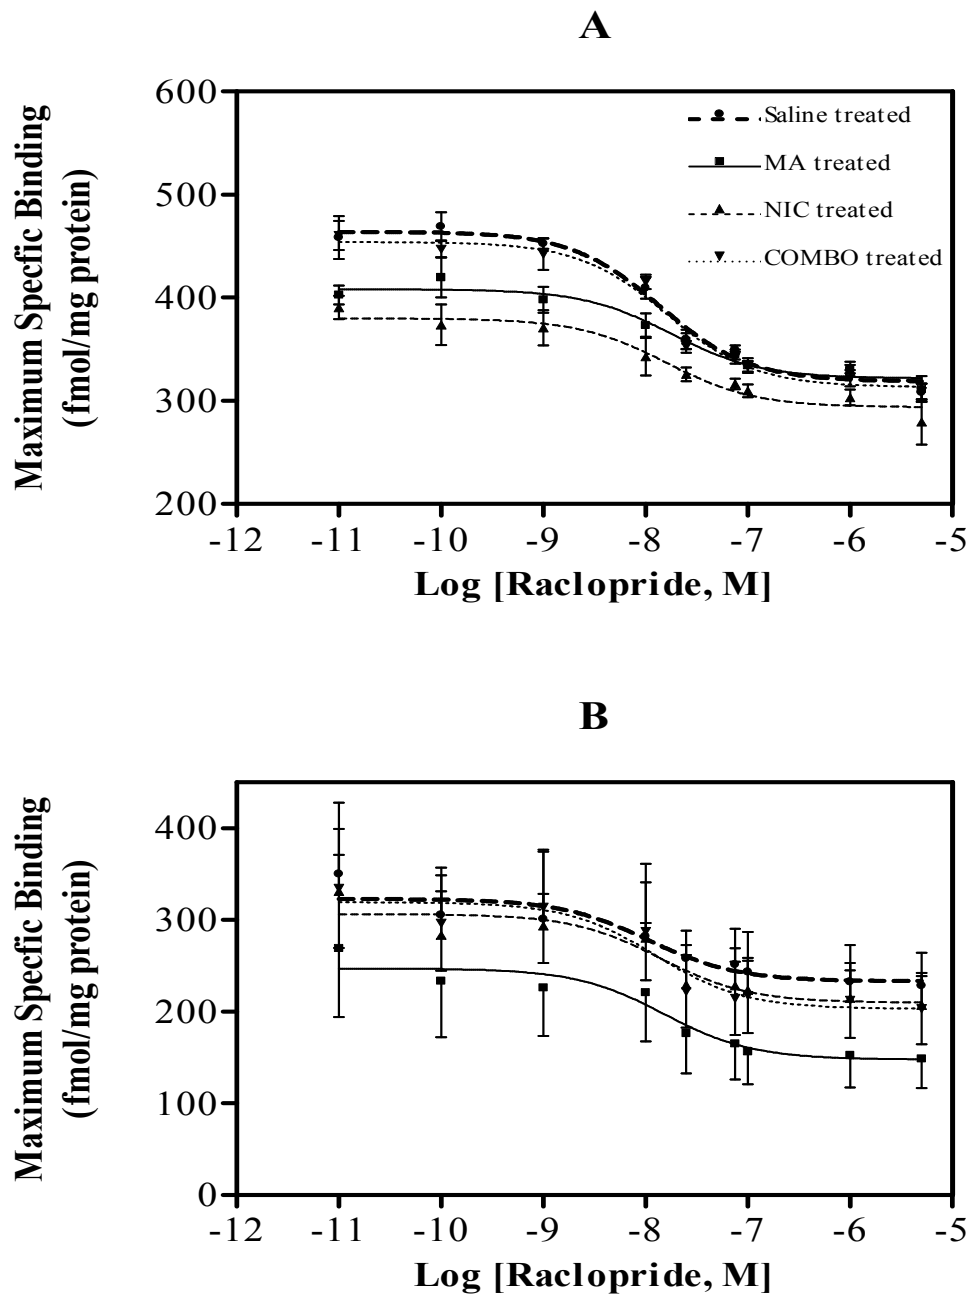 A
Maximum Specfic Binding
(fmol/mg protein)
600
500
400
300
200
Saline treated
MA treated
NIC treated
COMBO treated
-12 -11 -10 -9 -8 -7 -6 -5
Log [Raclopride, M]
B
Maximum Specfic Binding
(fmol/mg protein)
400
300
200
100
0
-12 -11 -10 -9 -8 -7 -6 -5
Log [Raclopride, M]